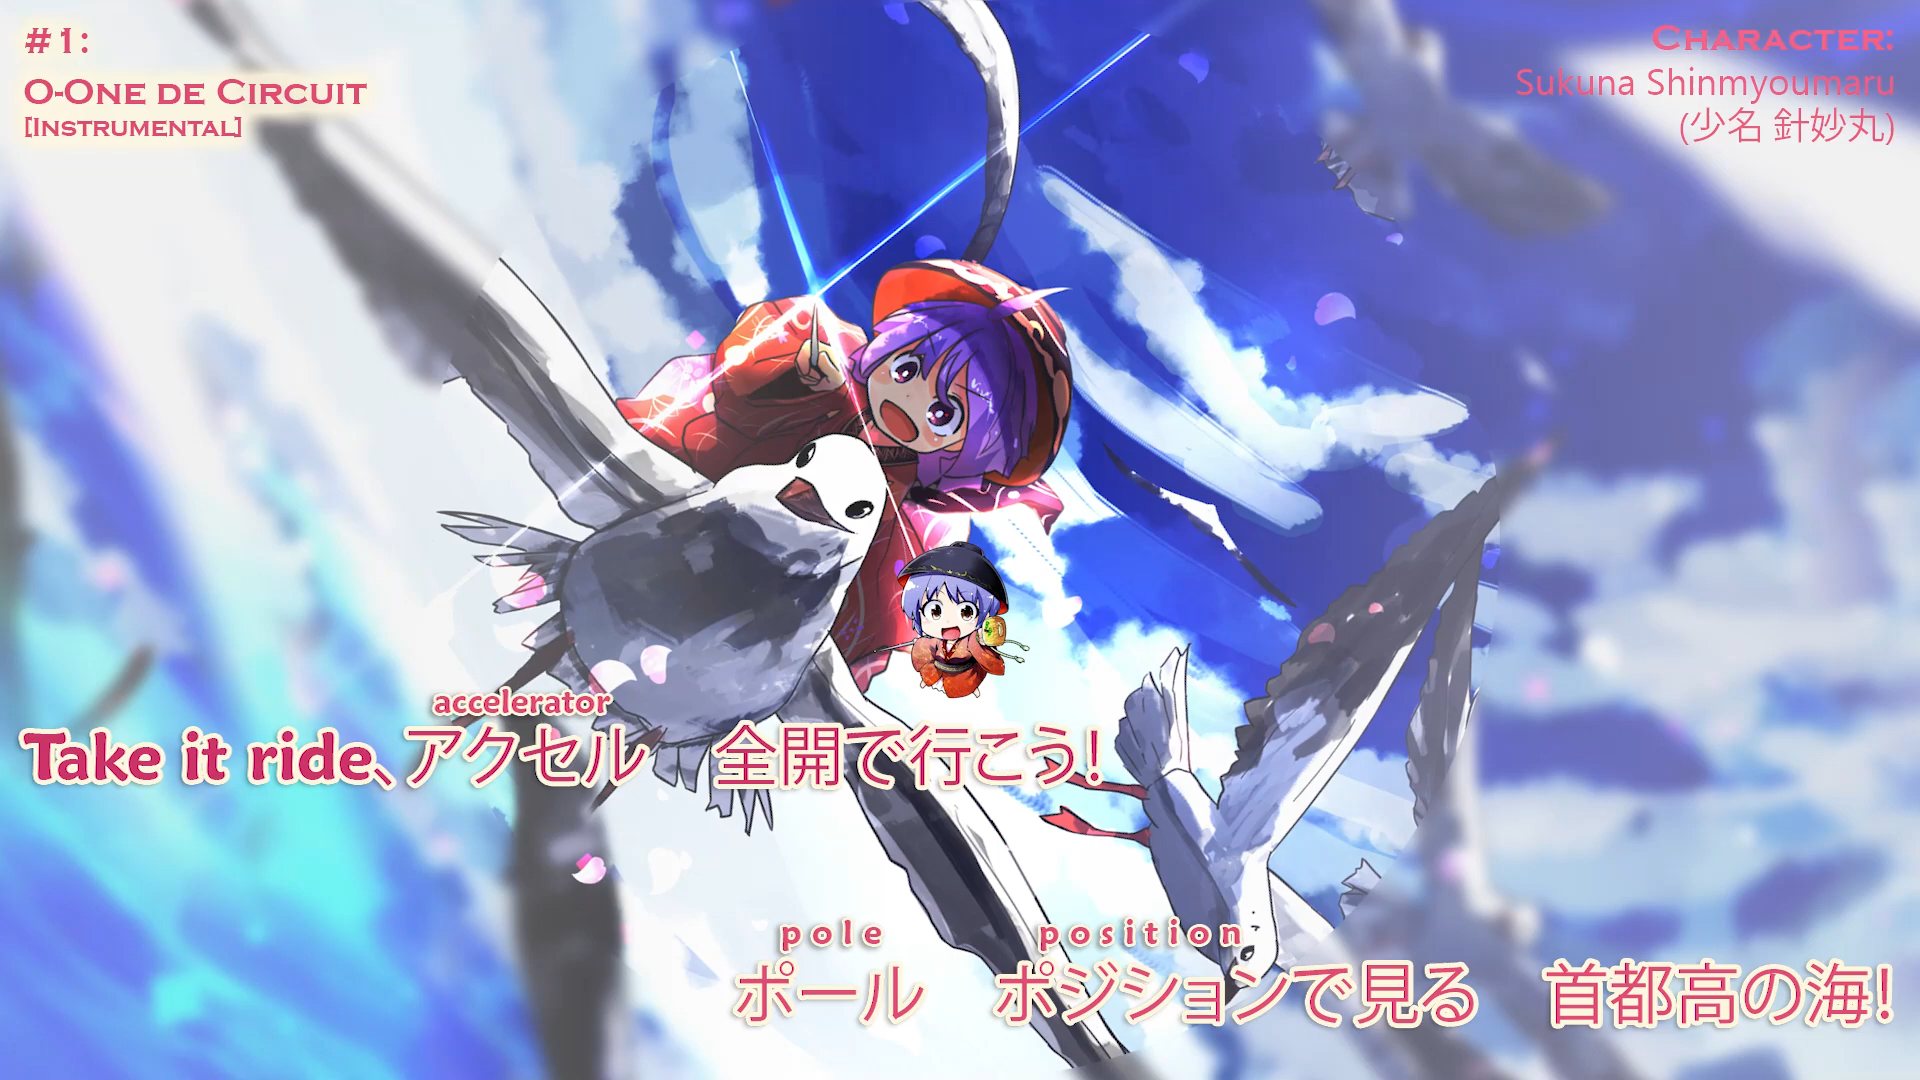 #1:
O-One de Circuit
[Instrumental]
Character:
Sukuna Shinmyoumaru
(少名 針妙丸)
accelerator
Take it ride、アクセル　全開で行こう!
pole position
ポール　ポジションで見る　首都高の海!